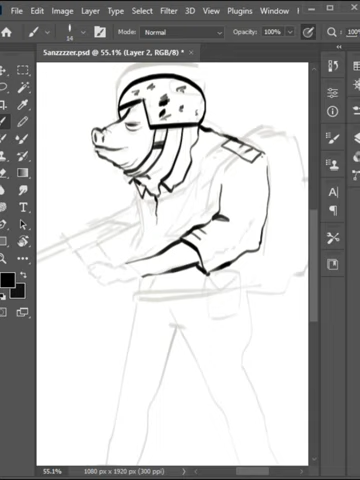 File Edit Image Layer Type Select Filter 3D View Plugins Window
14 Mode: Normal Opacity: 100%
Sanzzzzer.psd @ 55.1% (Layer 2, RGB/8) *
55.1% 1080 px x 1920 px (300 ppi)